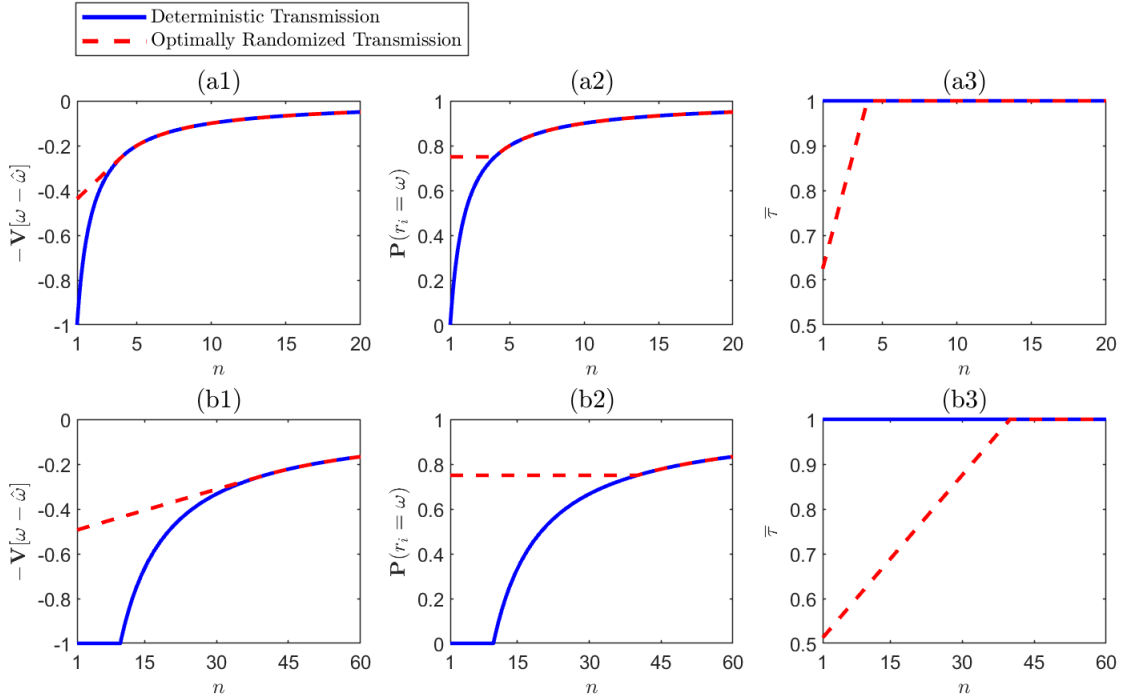 Deterministic Transmission
Optimally Randomized Transmission
(a1)
(a2)
(a3)
0
-0.2
-0.4
-0.6
-0.8
-1
−V[ω − ω̂]
1 5 10 15 20
n
1
0.8
0.6
0.4
0.2
0
P(rᵢ = ω)
1 5 10 15 20
n
1
0.9
0.8
0.7
0.6
0.5
τ̅
1 5 10 15 20
n
(b1)
(b2)
(b3)
0
-0.2
-0.4
-0.6
-0.8
-1
−V[ω − ω̂]
1 15 30 45 60
n
1
0.8
0.6
0.4
0.2
0
P(rᵢ = ω)
1 15 30 45 60
n
1
0.9
0.8
0.7
0.6
0.5
τ̅
1 15 30 45 60
n